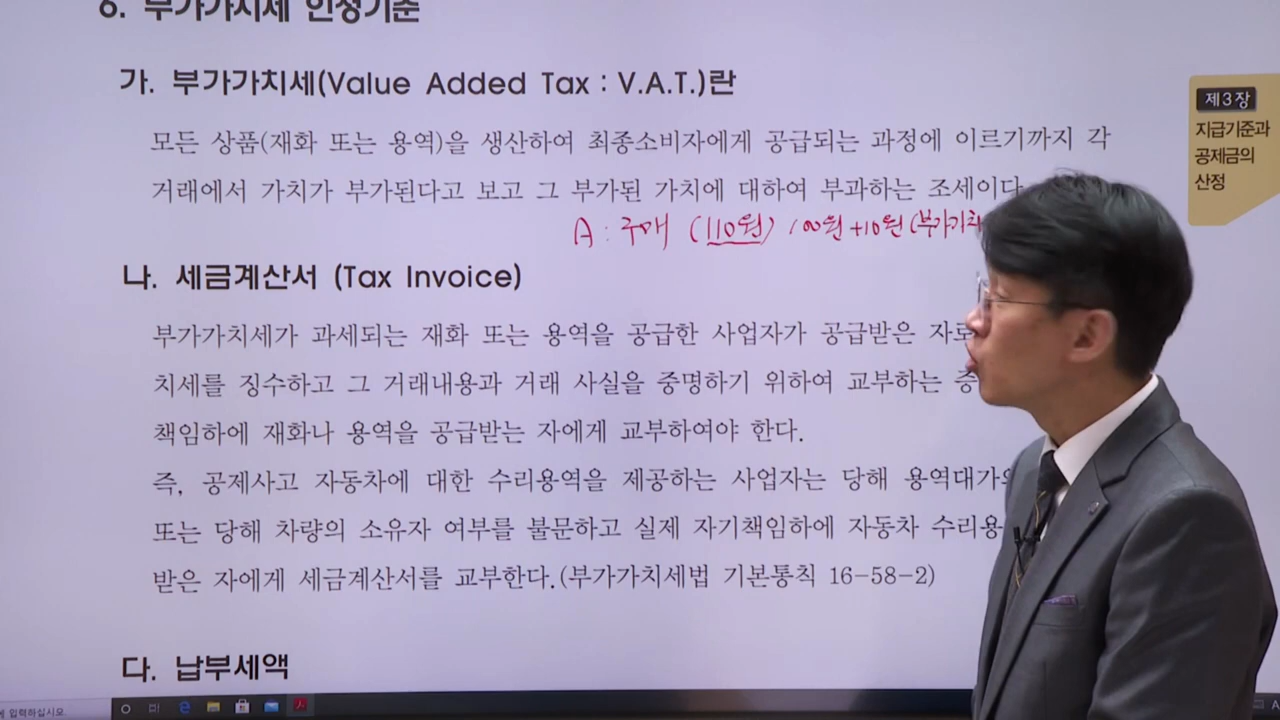 6. 부가가치세 인정기준
가. 부가가치세(Value Added Tax : V.A.T.)란
모든 상품(재화 또는 용역)을 생산하여 최종소비자에게 공급되는 과정에 이르기까지 각
거래에서 가치가 부가된다고 보고 그 부가된 가치에 대하여 부과하는 조세이다
A : 구매 (110원) 100원 +10원 (부가가치
나. 세금계산서 (Tax Invoice)
부가가치세가 과세되는 재화 또는 용역을 공급한 사업자가 공급받은 자로
치세를 징수하고 그 거래내용과 거래 사실을 증명하기 위하여 교부하는 증
책임하에 재화나 용역을 공급받는 자에게 교부하여야 한다.
즉, 공제사고 자동차에 대한 수리용역을 제공하는 사업자는 당해 용역대가의
또는 당해 차량의 소유자 여부를 불문하고 실제 자기책임하에 자동차 수리용
받은 자에게 세금계산서를 교부한다.(부가가치세법 기본통칙 16-58-2)
다. 납부세액
제3장
지급기준과
공제금의
산정
에 입력하십시오.